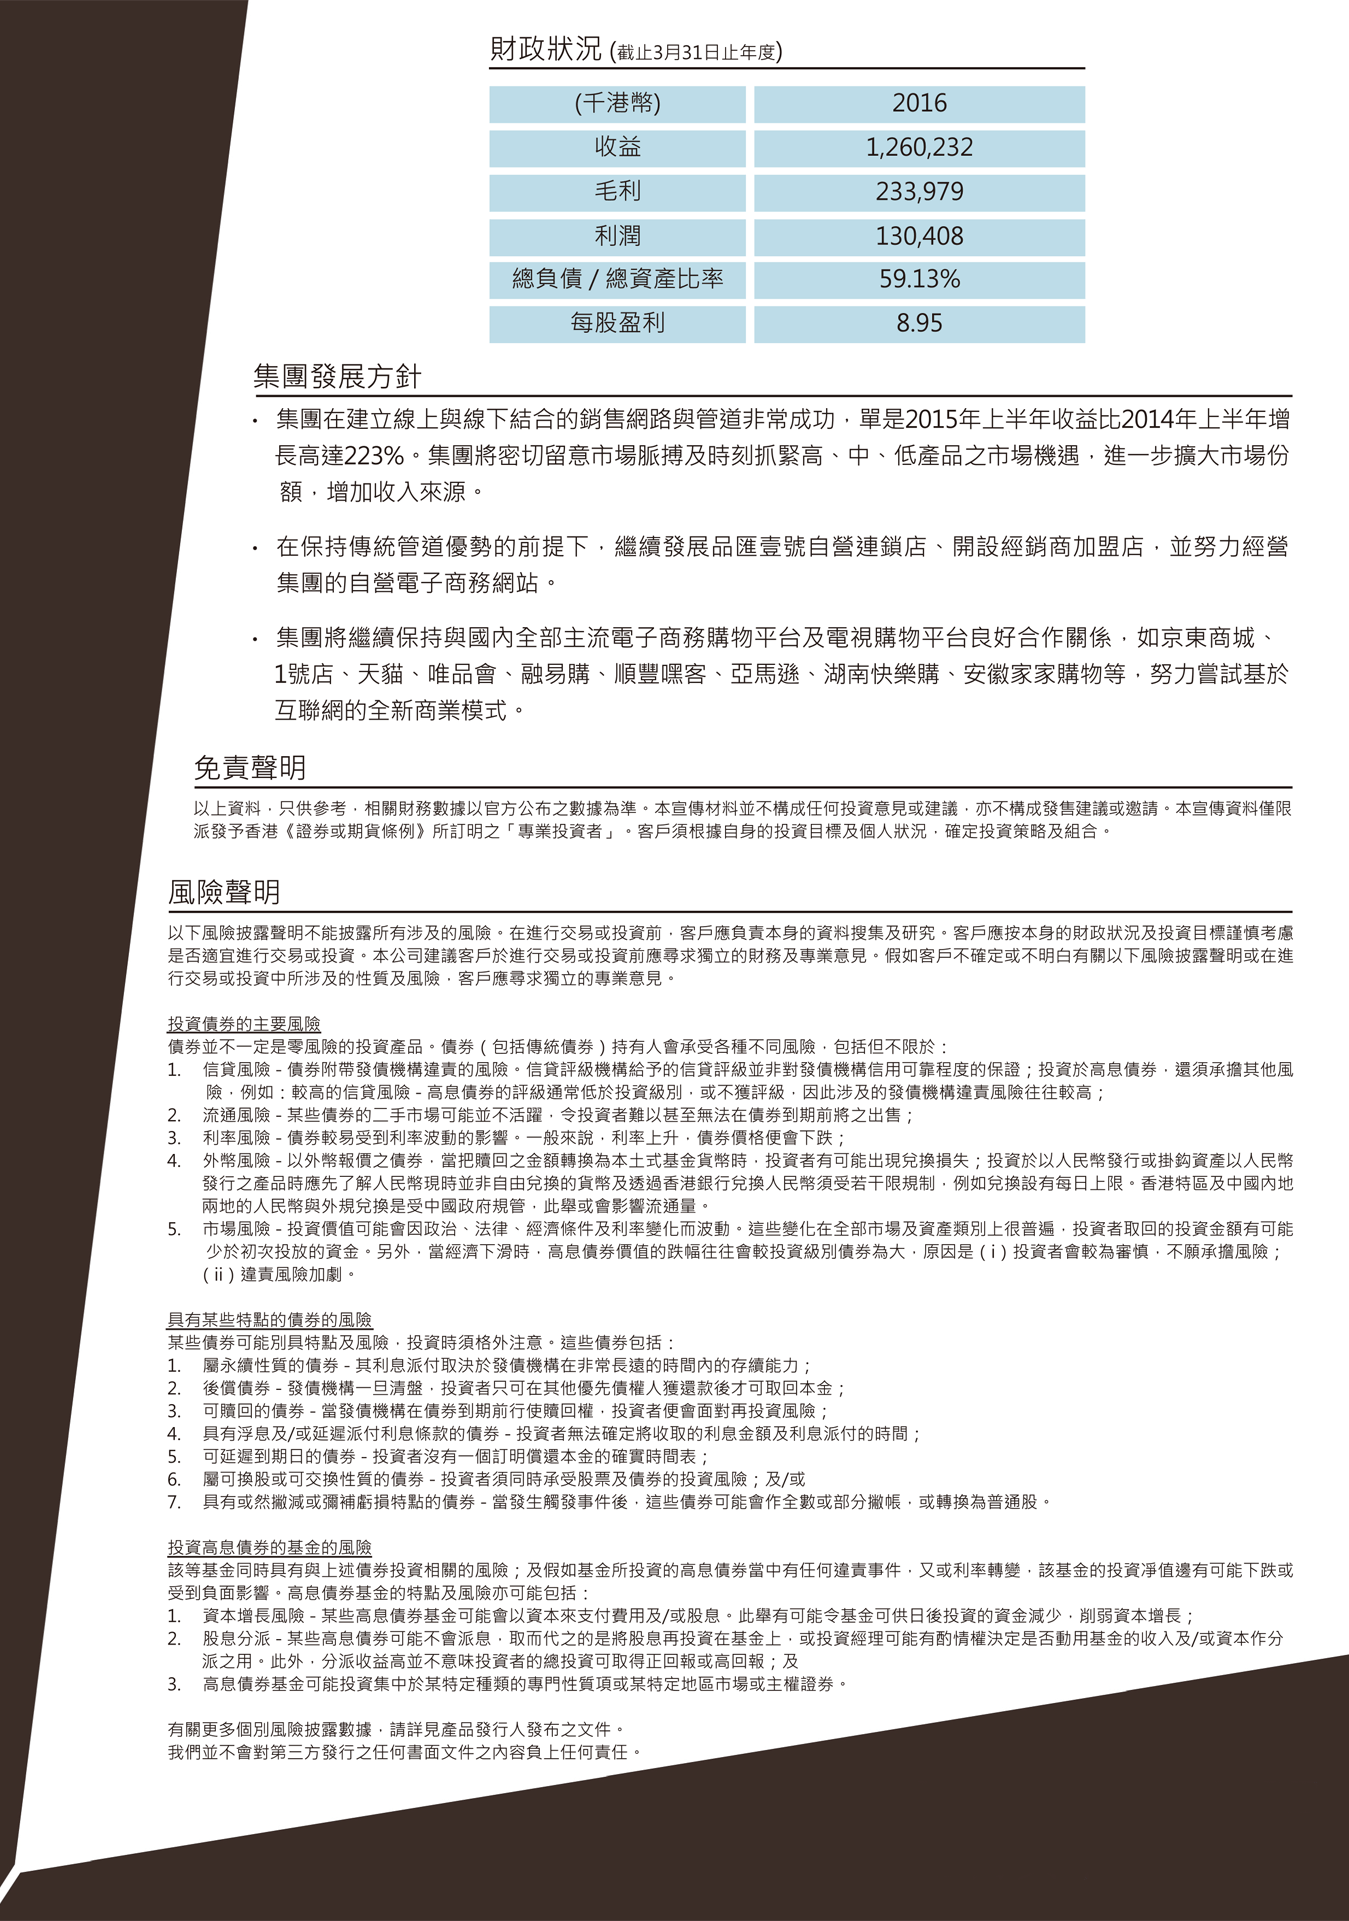 財政狀況 (截止3月31日止年度)
(千港幣) 2016
收益 1,260,232
毛利 233,979
利潤 130,408
總負債 / 總資產比率 59.13%
每股盈利 8.95
集團發展方針
• 集團在建立線上與線下結合的銷售網路與管道非常成功，單是2015年上半年收益比2014年上半年增
長高達223%。集團將密切留意市場脈搏及時刻抓緊高、中、低產品之市場機遇，進一步擴大市場份
額，增加收入來源。
• 在保持傳統管道優勢的前提下，繼續發展品匯壹號自營連鎖店、開設經銷商加盟店，並努力經營
集團的自營電子商務網站。
• 集團將繼續保持與國內全部主流電子商務購物平台及電視購物平台良好合作關係，如京東商城、
1號店、天貓、唯品會、融易購、順豐嘿客、亞馬遜、湖南快樂購、安徽家家購物等，努力嘗試基於
互聯網的全新商業模式。
免責聲明
以上資料，只供參考，相關財務數據以官方公布之數據為準。本宣傳材料並不構成任何投資意見或建議，亦不構成發售建議或邀請。本宣傳資料僅限
派發予香港《證券或期貨條例》所訂明之「專業投資者」。客戶須根據自身的投資目標及個人狀況，確定投資策略及組合。
風險聲明
以下風險披露聲明不能披露所有涉及的風險。在進行交易或投資前，客戶應負責本身的資料搜集及研究。客戶應按本身的財政狀況及投資目標謹慎考慮
是否適宜進行交易或投資。本公司建議客戶於進行交易或投資前應尋求獨立的財務及專業意見。假如客戶不確定或不明白有關以下風險披露聲明或在進
行交易或投資中所涉及的性質及風險，客戶應尋求獨立的專業意見。
投資債券的主要風險
債券並不一定是零風險的投資產品。債券 ( 包括傳統債券 ) 持有人會承受各種不同風險，包括但不限於：
1. 信貸風險 - 債券附帶發債機構違責的風險。信貸評級機構給予的信貸評級並非對發債機構信用可靠程度的保證；投資於高息債券，還須承擔其他風
險，例如：較高的信貸風險 - 高息債券的評級通常低於投資級別，或不獲評級，因此涉及的發債機構違責風險往往較高；
2. 流通風險 - 某些債券的二手市場可能並不活躍，令投資者難以甚至無法在債券到期前將之出售；
3. 利率風險 - 債券較易受到利率波動的影響。一般來說，利率上升，債券價格便會下跌；
4. 外幣風險 - 以外幣報價之債券，當把贖回之金額轉換為本土式基金貨幣時，投資者有可能出現兌換損失；投資於以人民幣發行或掛鈎資產以人民幣
發行之產品時應先了解人民幣現時並非自由兌換的貨幣及透過香港銀行兌換人民幣須受若干限規制，例如兌換設有每日上限。香港特區及中國內地
兩地的人民幣與外規兌換是受中國政府規管，此舉或會影響流通量。
5. 市場風險 - 投資價值可能會因政治、法律、經濟條件及利率變化而波動。這些變化在全部市場及資產類別上很普遍，投資者取回的投資金額有可能
少於初次投放的資金。另外，當經濟下滑時，高息債券價值的跌幅往往會較投資級別債券為大，原因是 ( i ) 投資者會較為審慎，不願承擔風險；
( ii ) 違責風險加劇。
具有某些特點的債券的風險
某些債券可能別具特點及風險，投資時須格外注意。這些債券包括：
1. 屬永續性質的債券 - 其利息派付取決於發債機構在非常長遠的時間內的存續能力；
2. 後償債券 - 發債機構一旦清盤，投資者只可在其他優先債權人獲還款後才可取回本金；
3. 可贖回的債券 - 當發債機構在債券到期前行使贖回權，投資者便會面對再投資風險；
4. 具有浮息及/或延遲派付利息條款的債券 - 投資者無法確定將收取的利息金額及利息派付的時間；
5. 可延遲到期日的債券 - 投資者沒有一個訂明償還本金的確實時間表；
6. 屬可換股或可交換性質的債券 - 投資者須同時承受股票及債券的投資風險；及/或
7. 具有或然撇減或彌補虧損特點的債券 - 當發生觸發事件後，這些債券可能會作全數或部分撇帳，或轉換為普通股。
投資高息債券的基金的風險
該等基金同時具有與上述債券投資相關的風險；及假如基金所投資的高息債券當中有任何違責事件，又或利率轉變，該基金的投資淨值邊有可能下跌或
受到負面影響。高息債券基金的特點及風險亦可能包括：
1. 資本增長風險 - 某些高息債券基金可能會以資本來支付費用及/或股息。此舉有可能令基金可供日後投資的資金減少，削弱資本增長；
2. 股息分派 - 某些高息債券可能不會派息，取而代之的是將股息再投資在基金上，或投資經理可能有酌情權決定是否動用基金的收入及/或資本作分
派之用。此外，分派收益高並不意味投資者的總投資可取得正回報或高回報；及
3. 高息債券基金可能投資集中於某特定種類的專門性質項或某特定地區市場或主權證券。
有關更多個別風險披露數據，請詳見產品發行人發布之文件。
我們並不會對第三方發行之任何書面文件之內容負上任何責任。